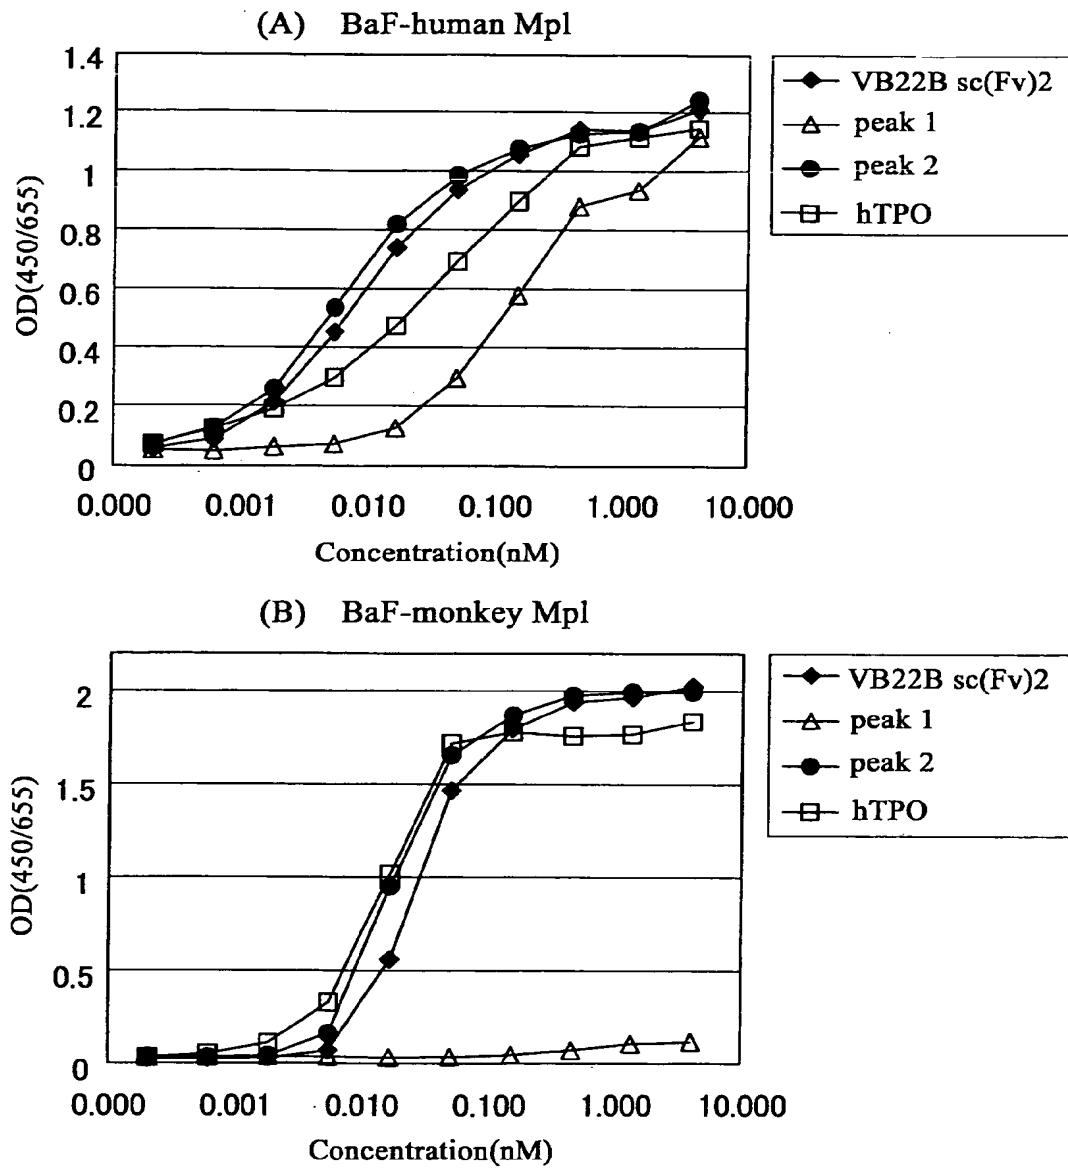 (A) BaF-human Mpl
1.4
1.2
1
0.8
0.6
0.4
0.2
0
OD(450/655)
0.000 0.001 0.010 0.100 1.000 10.000
Concentration(nM)
VB22B sc(Fv)2
peak 1
peak 2
hTPO
(B) BaF-monkey Mpl
2
1.5
1
0.5
0
OD(450/655)
0.000 0.001 0.010 0.100 1.000 10.000
Concentration(nM)
VB22B sc(Fv)2
peak 1
peak 2
hTPO